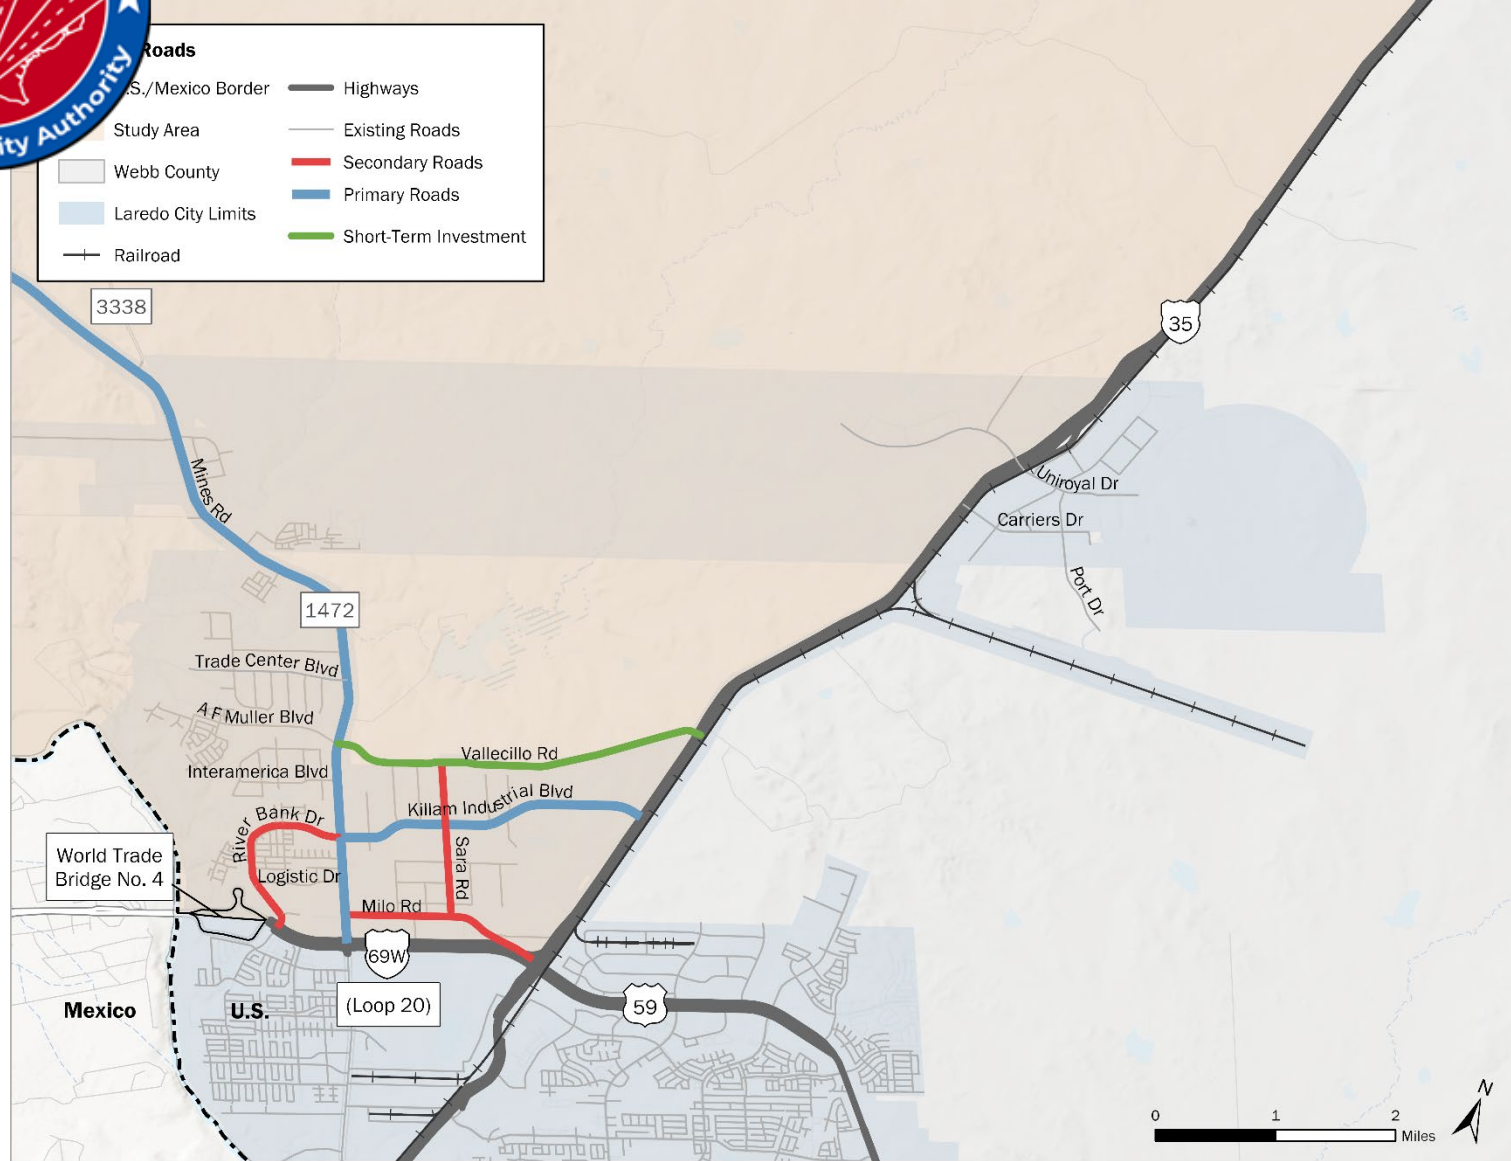 Roads
.S./Mexico Border
Study Area
Webb County
Laredo City Limits
Railroad
Highways
Existing Roads
Secondary Roads
Primary Roads
Short-Term Investment
ity Authority
3338
35
Mines Rd
Uniroyal Dr
Carriers Dr
Port Dr
1472
Trade Center Blvd
A F Muller Blvd
Vallecillo Rd
Interamerica Blvd
Killam Industrial Blvd
River Bank Dr
Sara Rd
World Trade
Bridge No. 4
Logistic Dr
Milo Rd
69W
(Loop 20)
59
Mexico
U.S.
N
0 1 2
Miles